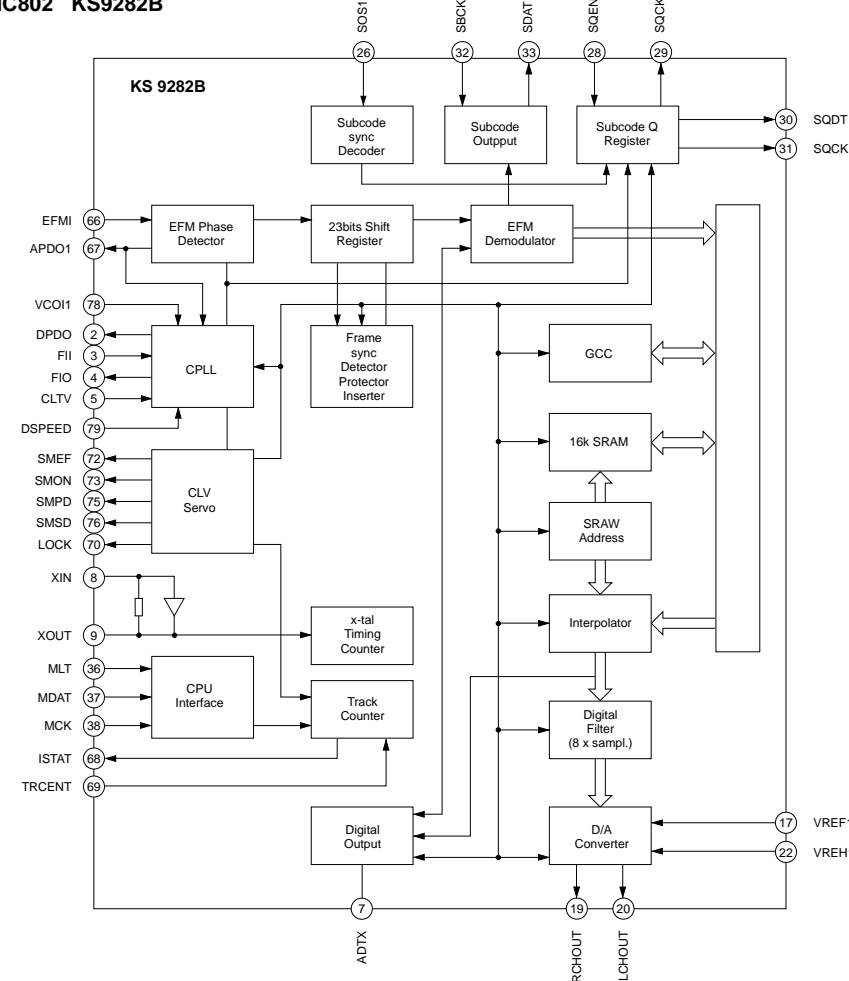 IC802 KS9282B
SOS1
SBCK
SDAT
SQEN
SQCK
26
32
33
28
29
KS 9282B
Subcode
sync
Decoder
Subcode
Outpput
Subcode Q
Register
30 SQDT
31 SQCK
EFMI 66
APDO1 67
EFM Phase
Detector
23bits Shift
Register
EFM
Demodulator
VCOI1 78
DPDO 2
FII 3
FIO 4
CLTV 5
DSPEED 79
CPLL
Frame
sync
Detector
Protector
Inserter
GCC
SMEF 72
SMON 73
SMPD 75
SMSD 76
LOCK 70
CLV
Servo
16k SRAM
SRAW
Address
XIN 8
XOUT 9
x-tal
Timing
Counter
Interpolator
MLT 36
MDAT 37
MCK 38
CPU
Interface
Track
Counter
Digital
Filter
(8 x sampl.)
ISTAT 68
TRCENT 69
Digital
Output
D/A
Converter
17 VREF1
22 VREH
7
19
20
ADTX
RCHOUT
LCHOUT